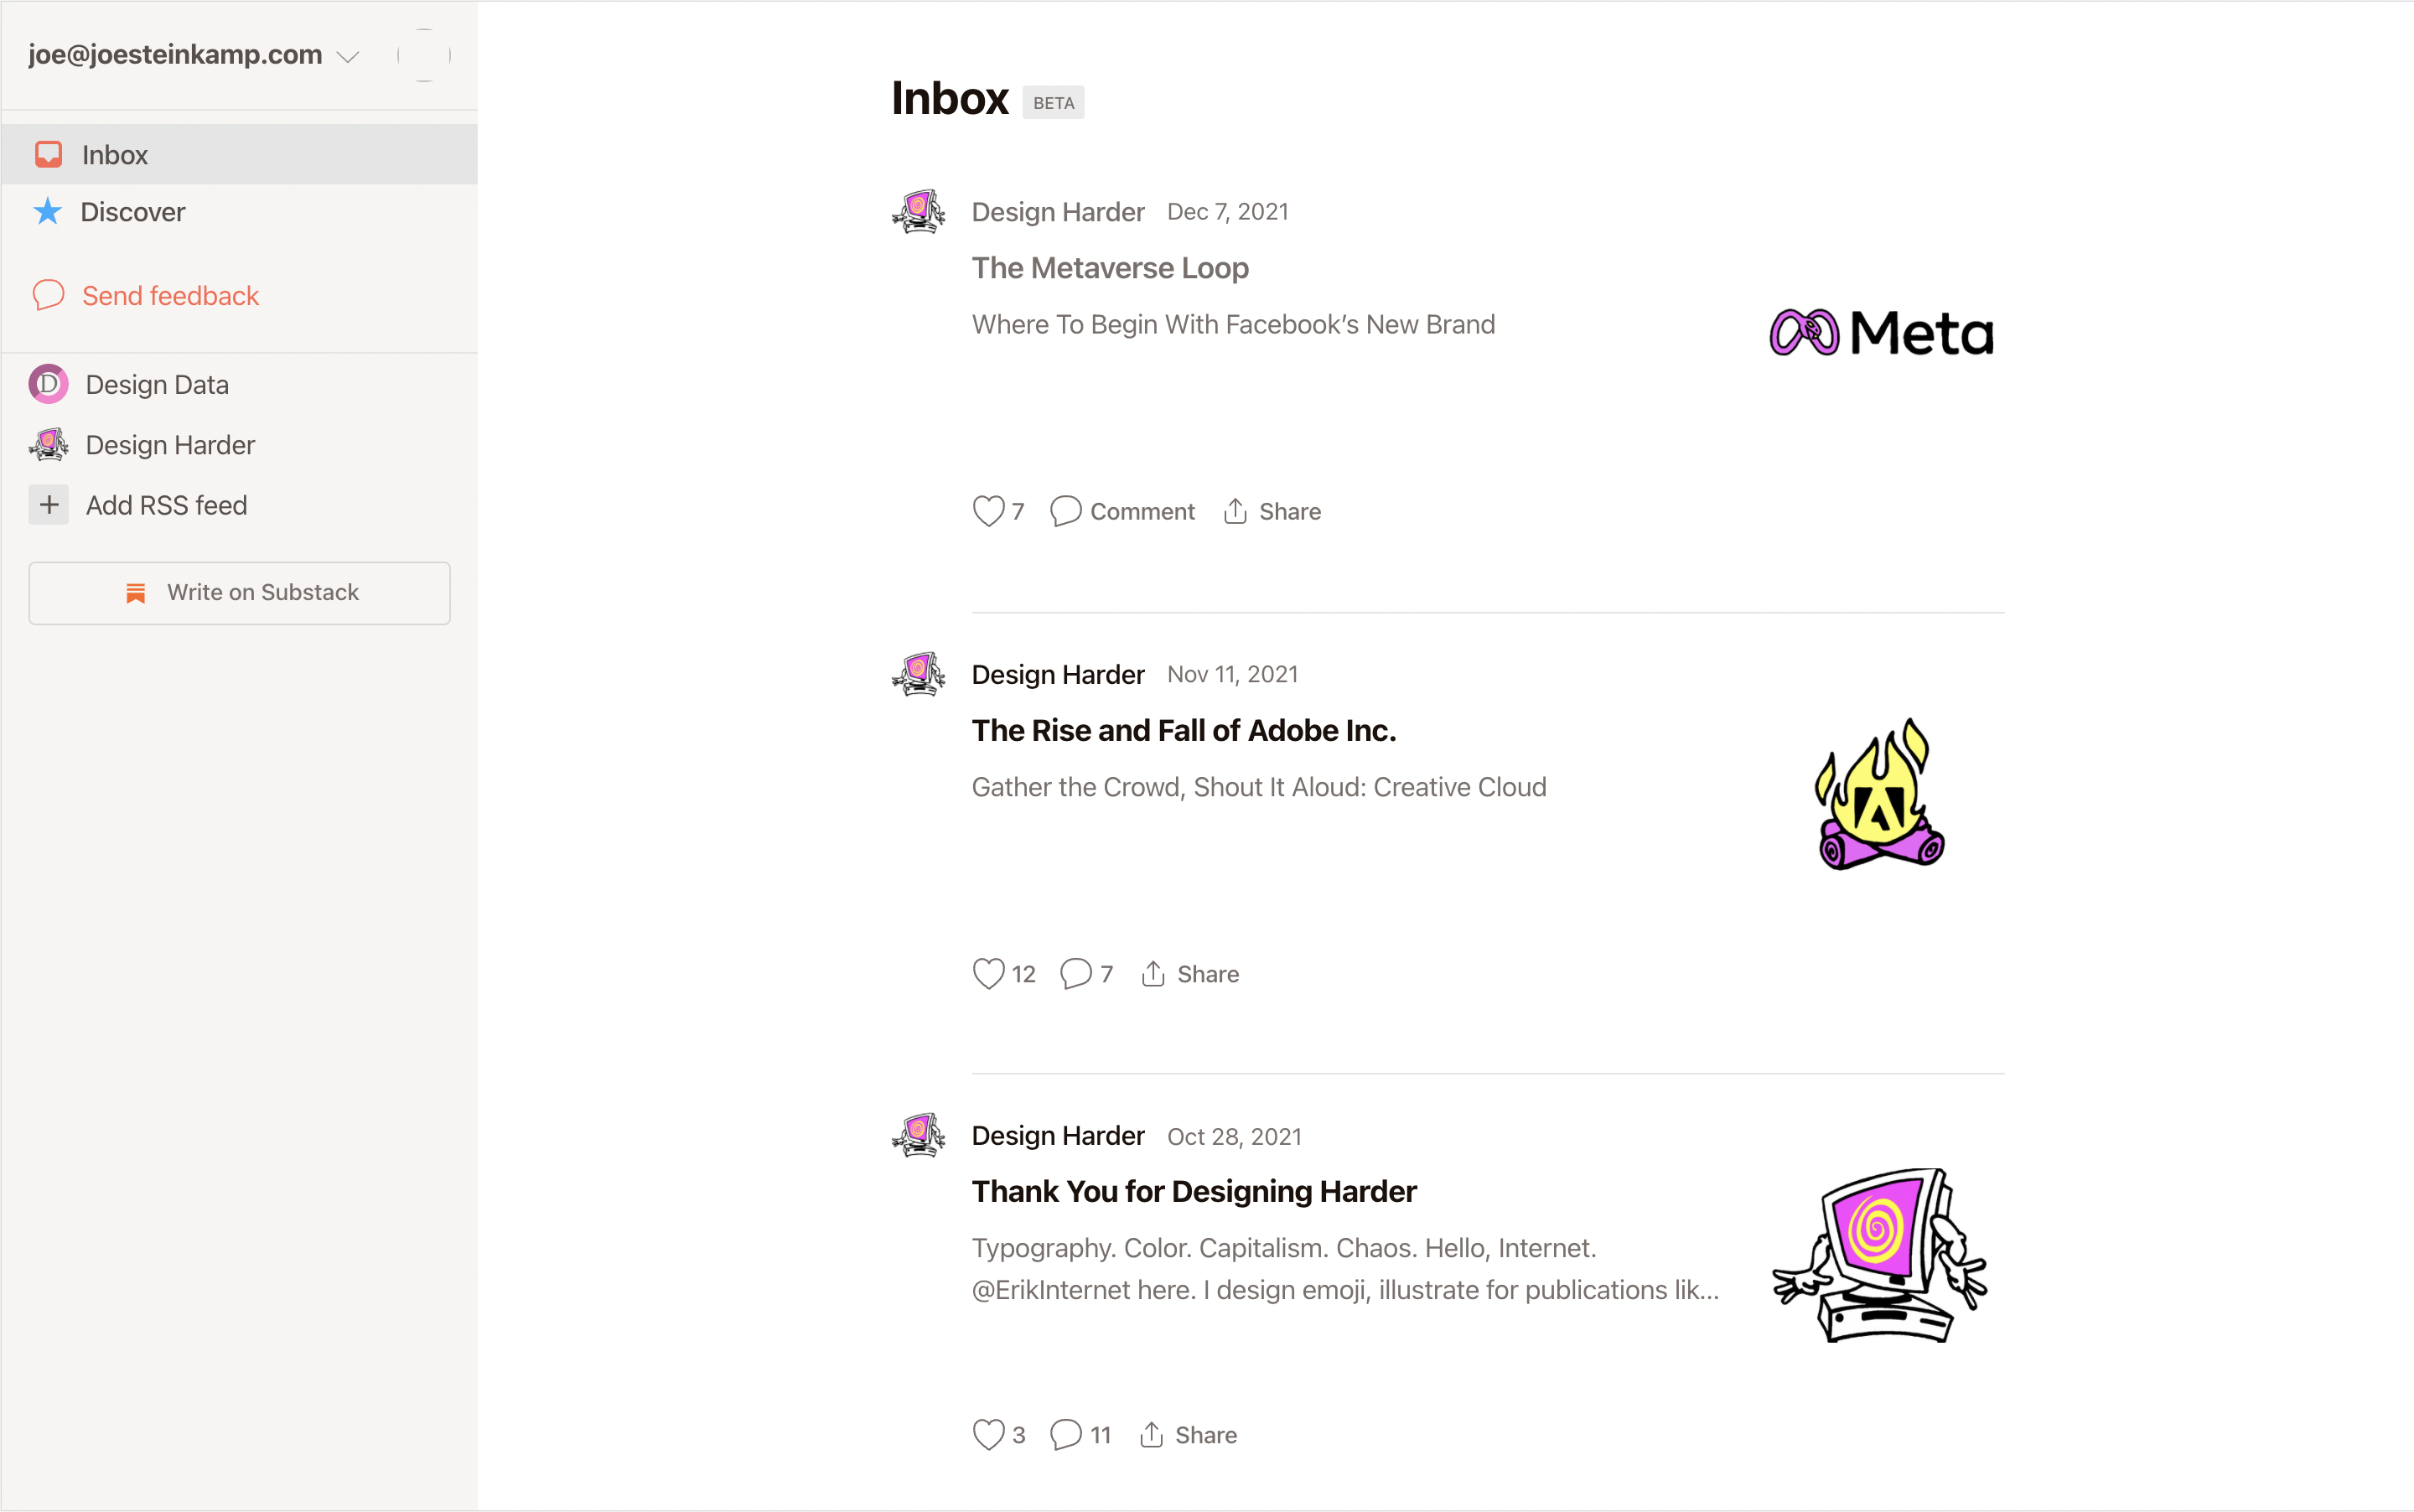 joe@joesteinkamp.com
Inbox
Discover
Send feedback
D
Design Data
Design Harder
+ Add RSS feed
Write on Substack
Inbox BETA
Design Harder Dec 7, 2021
The Metaverse Loop
Where To Begin With Facebook’s New Brand
Meta
7 Comment Share
Design Harder Nov 11, 2021
The Rise and Fall of Adobe Inc.
Gather the Crowd, Shout It Aloud: Creative Cloud
12 7 Share
Design Harder Oct 28, 2021
Thank You for Designing Harder
Typography. Color. Capitalism. Chaos. Hello, Internet.
@ErikInternet here. I design emoji, illustrate for publications lik...
3 11 Share